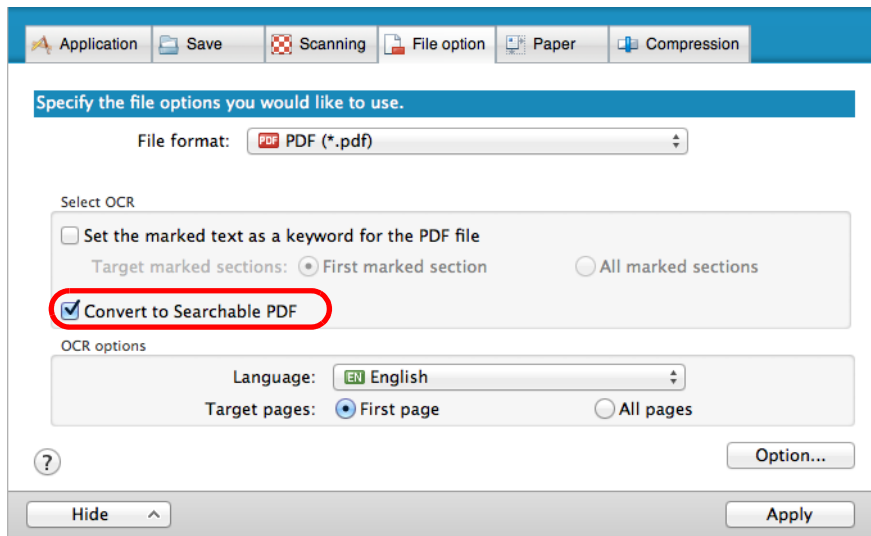 Application Save Scanning File option Paper Compression
Specify the file options you would like to use.
File format: PDF PDF (*.pdf)
Select OCR
Set the marked text as a keyword for the PDF file
Target marked sections: First marked section All marked sections
Convert to Searchable PDF
OCR options
Language: EN English
Target pages: First page All pages
? Option...
Hide Apply